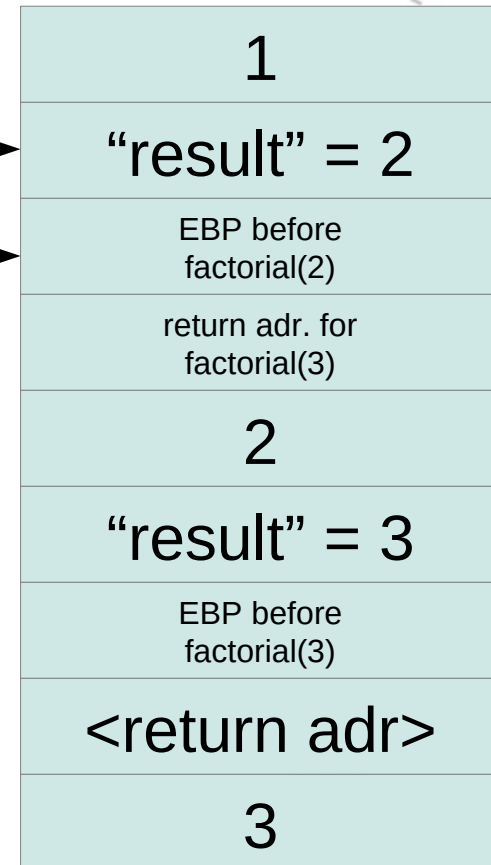 1
“result” = 2
EBP before
factorial(2)
return adr. for
factorial(3)
2
“result” = 3
EBP before
factorial(3)
<return adr>
3